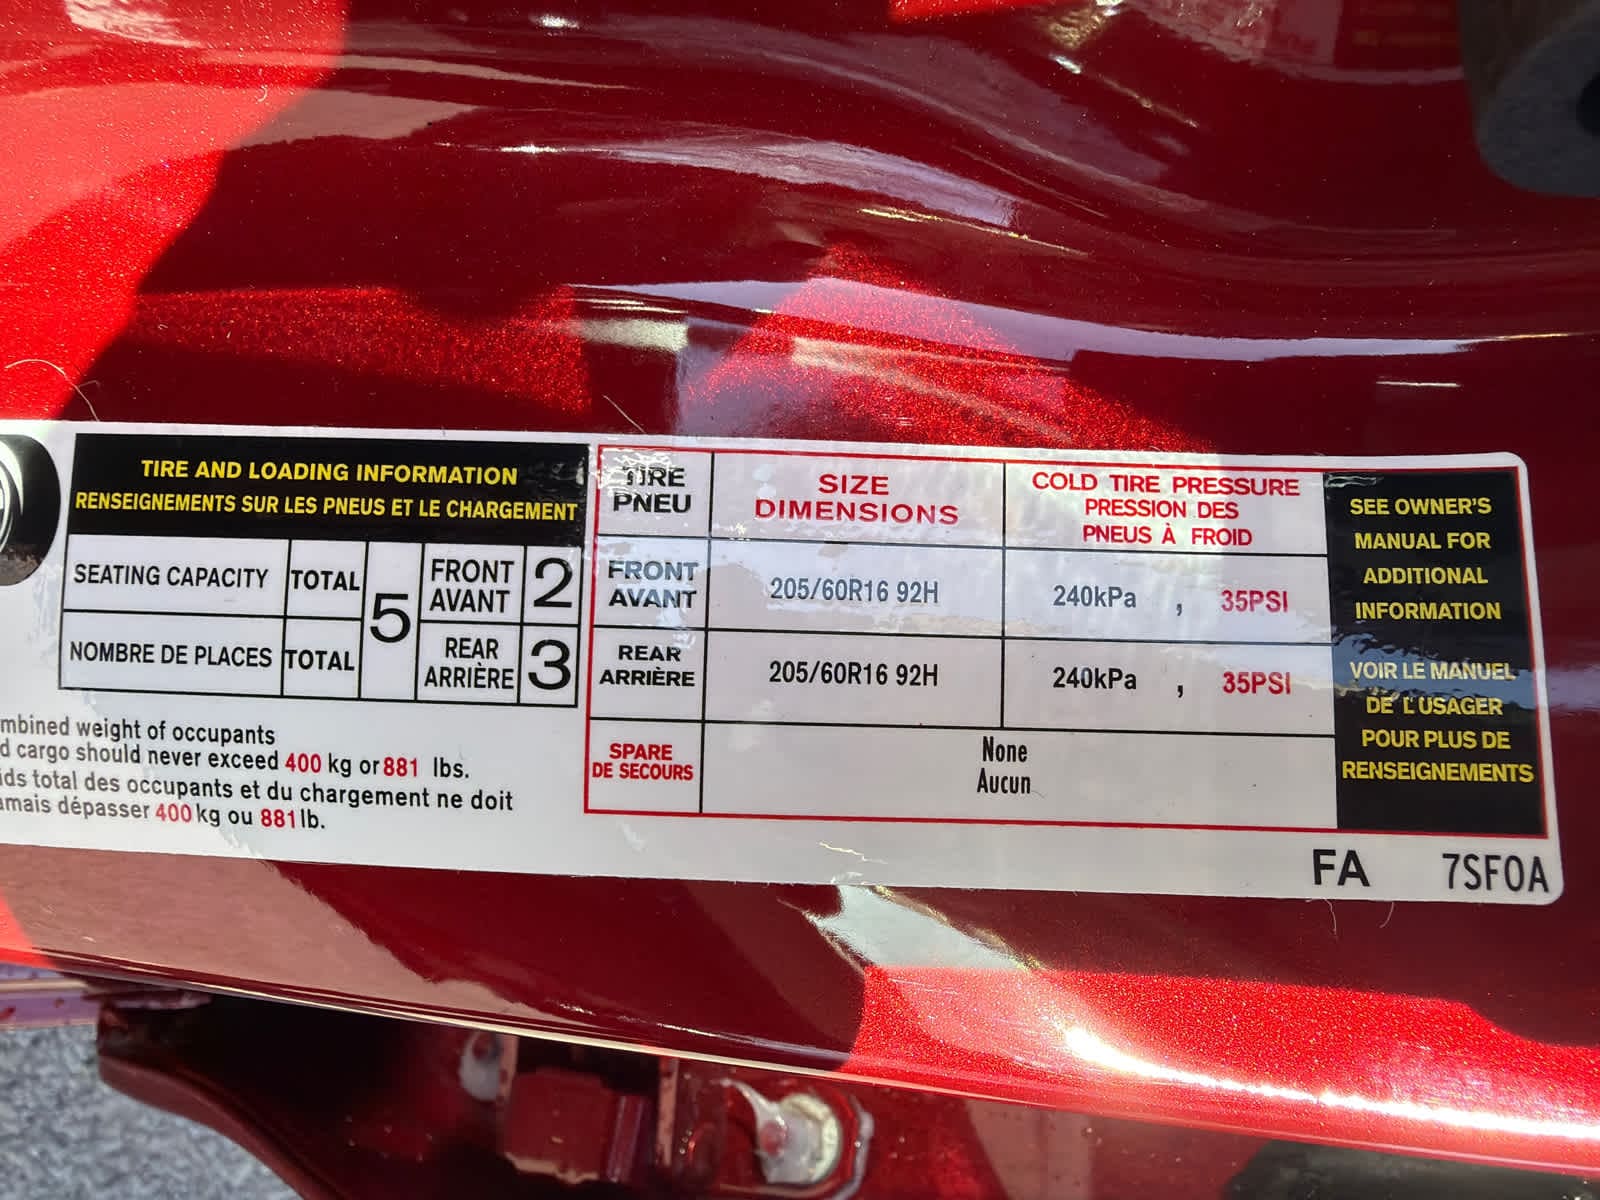 TIRE AND LOADING INFORMATION
RENSEIGNEMENTS SUR LES PNEUS ET LE CHARGEMENT
SEATING CAPACITY TOTAL
NOMBRE DE PLACES TOTAL
5
FRONT
AVANT
2
REAR
ARRIÈRE
3
weight of occupants
cargo should never exceed 400 kg or 881 lbs.
total des occupants et du chargement ne doit
dépasser 400 kg ou 881 lb.
TIRE
PNEU
SIZE
DIMENSIONS
COLD TIRE PRESSURE
PRESSION DES
PNEUS À FROID
FRONT
AVANT
205/60R16 92H
240kPa , 35PSI
REAR
ARRIÈRE
205/60R16 92H
240kPa , 35PSI
SPARE
DE SECOURS
None
Aucun
SEE OWNER'S
MANUAL FOR
ADDITIONAL
INFORMATION
VOIR LE MANUEL
DE L'USAGER
POUR PLUS DE
RENSEIGNEMENTS
FA 7SF0A